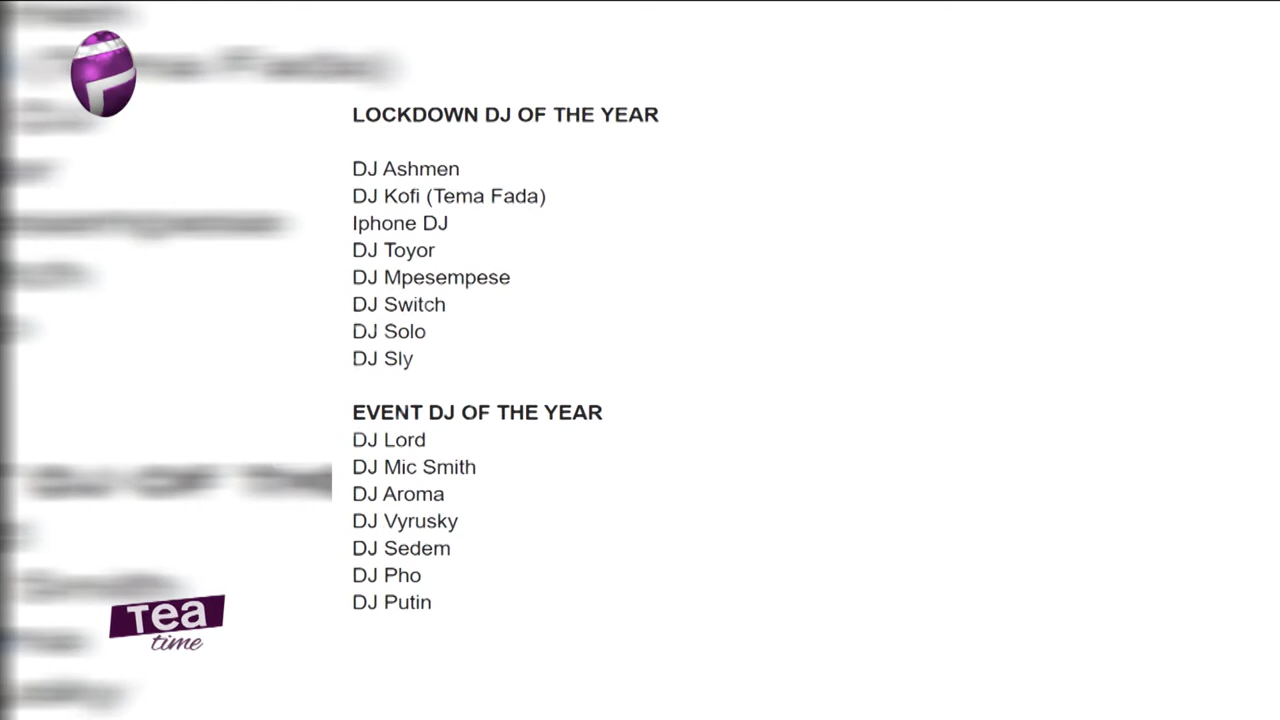 LOCKDOWN DJ OF THE YEAR
DJ Ashmen
DJ Kofi (Tema Fada)
Iphone DJ
DJ Toyor
DJ Mpesempese
DJ Switch
DJ Solo
DJ Sly
EVENT DJ OF THE YEAR
DJ Lord
DJ Mic Smith
DJ Aroma
DJ Vyrusky
DJ Sedem
DJ Pho
DJ Putin
Tea
time